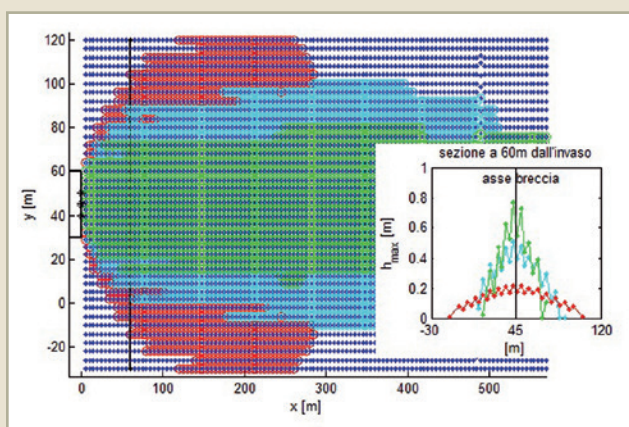 120
100
80
60
40
20
0
-20
y [m]
0 100 200 300 400 500
x [m]
sezione a 60m dall'invaso
asse breccia
1
0.8
0.6
0.4
0.2
0
h_max [m]
-30 45 120
[m]